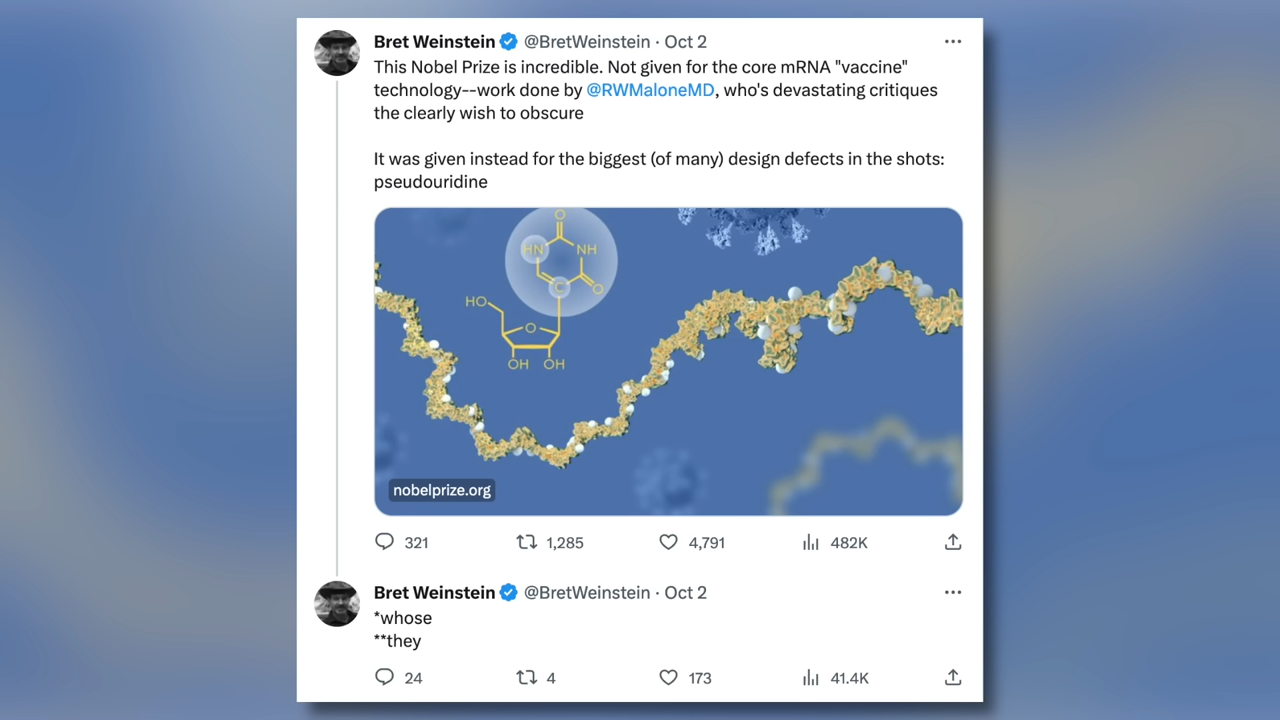 Bret Weinstein @BretWeinstein · Oct 2
This Nobel Prize is incredible. Not given for the core mRNA "vaccine"
technology--work done by @RWMaloneMD, who's devastating critiques
the clearly wish to obscure
It was given instead for the biggest (of many) design defects in the shots:
pseudouridine
O
HN
NH
C
O
HO
O
OH OH
nobelprize.org
321 1,285 4,791 482K
Bret Weinstein @BretWeinstein · Oct 2
*whose
**they
24 4 173 41.4K